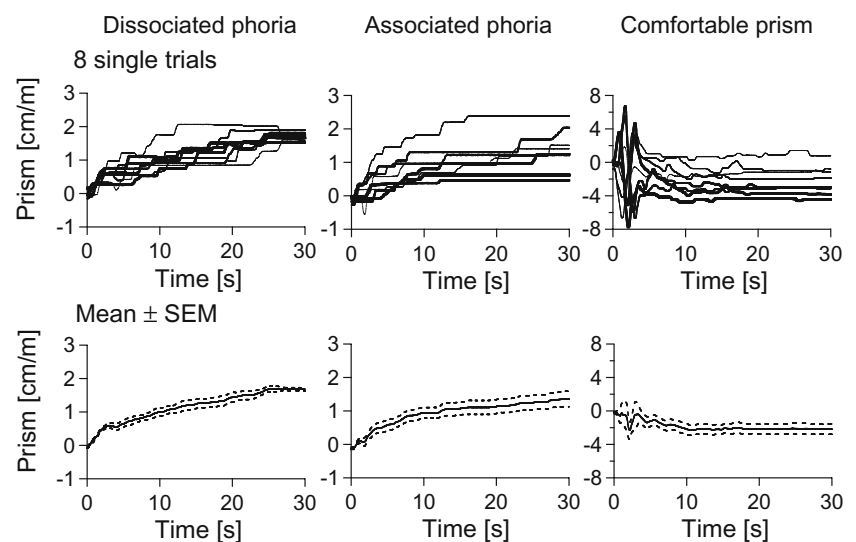 Dissociated phoria Associated phoria Comfortable prism
8 single trials
Prism [cm/m]
3
2
1
0
-1
0 10 20 30
Time [s]
3
2
1
0
-1
0 10 20 30
Time [s]
8
4
0
-4
-8
0 10 20 30
Time [s]
Mean ± SEM
Prism [cm/m]
3
2
1
0
-1
0 10 20 30
Time [s]
3
2
1
0
-1
0 10 20 30
Time [s]
8
4
0
-4
-8
0 10 20 30
Time [s]